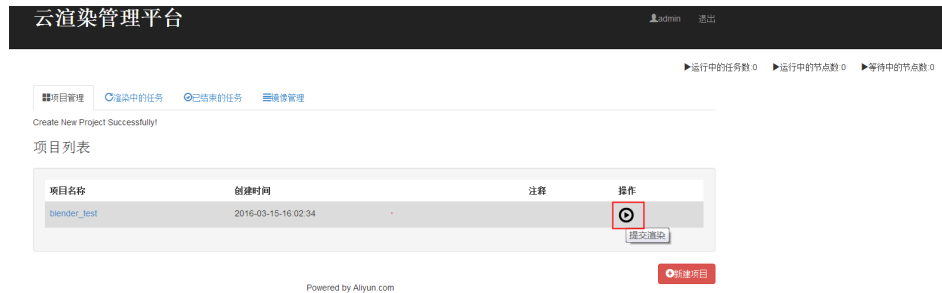 云渲染管理平台
admin 退出
▶运行中的任务数:0 ▶运行中的节点数:0 ▶等待中的节点数:0
项目管理 渲染中的任务 已结束的任务 镜像管理
Create New Project Successfully!
项目列表
项目名称 创建时间 注释 操作
blender_test 2016-03-15-16:02:34 -
提交渲染
新建项目
Powered by Aliyun.com